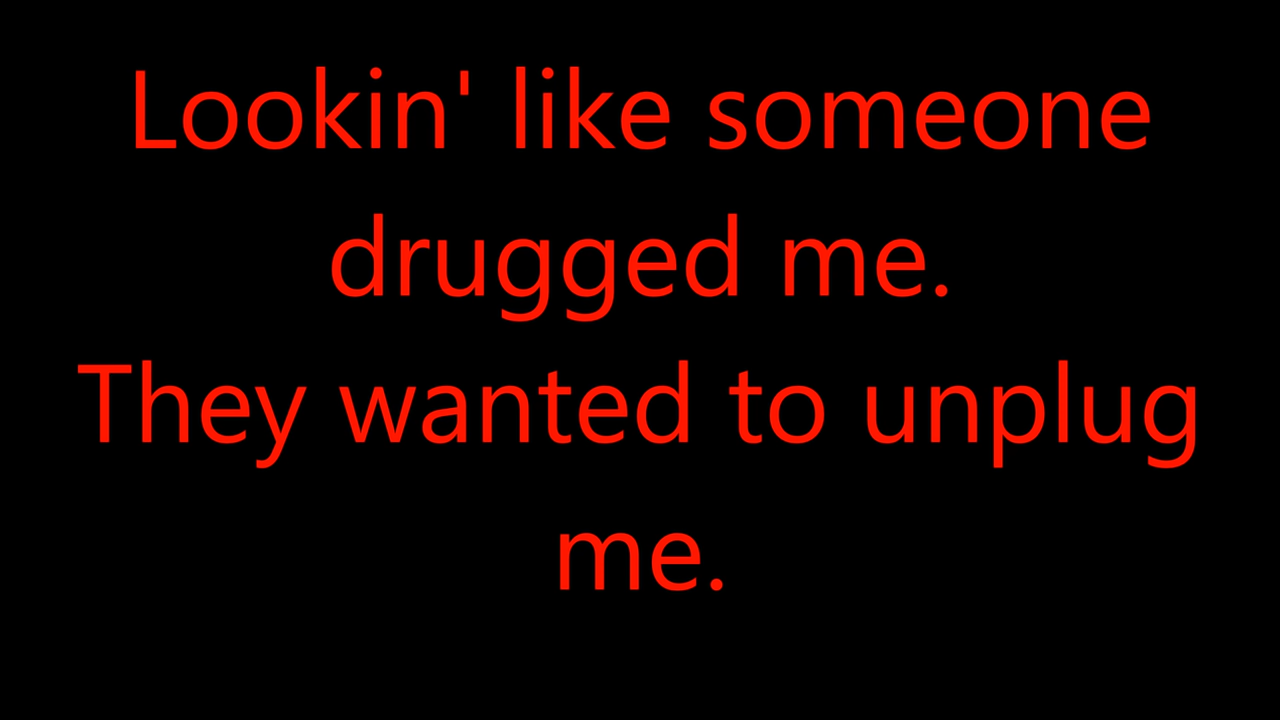 Lookin' like someone
drugged me.
They wanted to unplug
me.